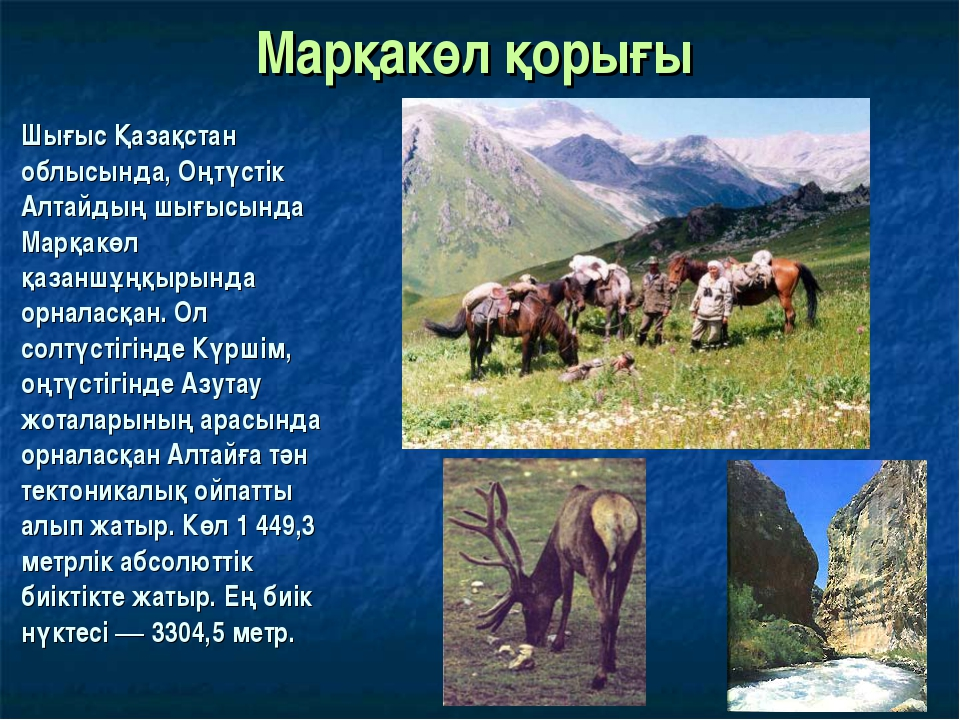 Марқакөл қорығы
Шығыс Қазақстан
облысында, Оңтүстік
Алтайдың шығысында
Марқакөл
қазаншұңқырында
орналасқан. Ол
солтүстігінде Күршім,
оңтүстігінде Азутау
жоталарының арасында
орналасқан Алтайға тән
тектоникалық ойпатты
алып жатыр. Көл 1 449,3
метрлік абсолюттік
биіктікте жатыр. Ең биік
нүктесі — 3304,5 метр.